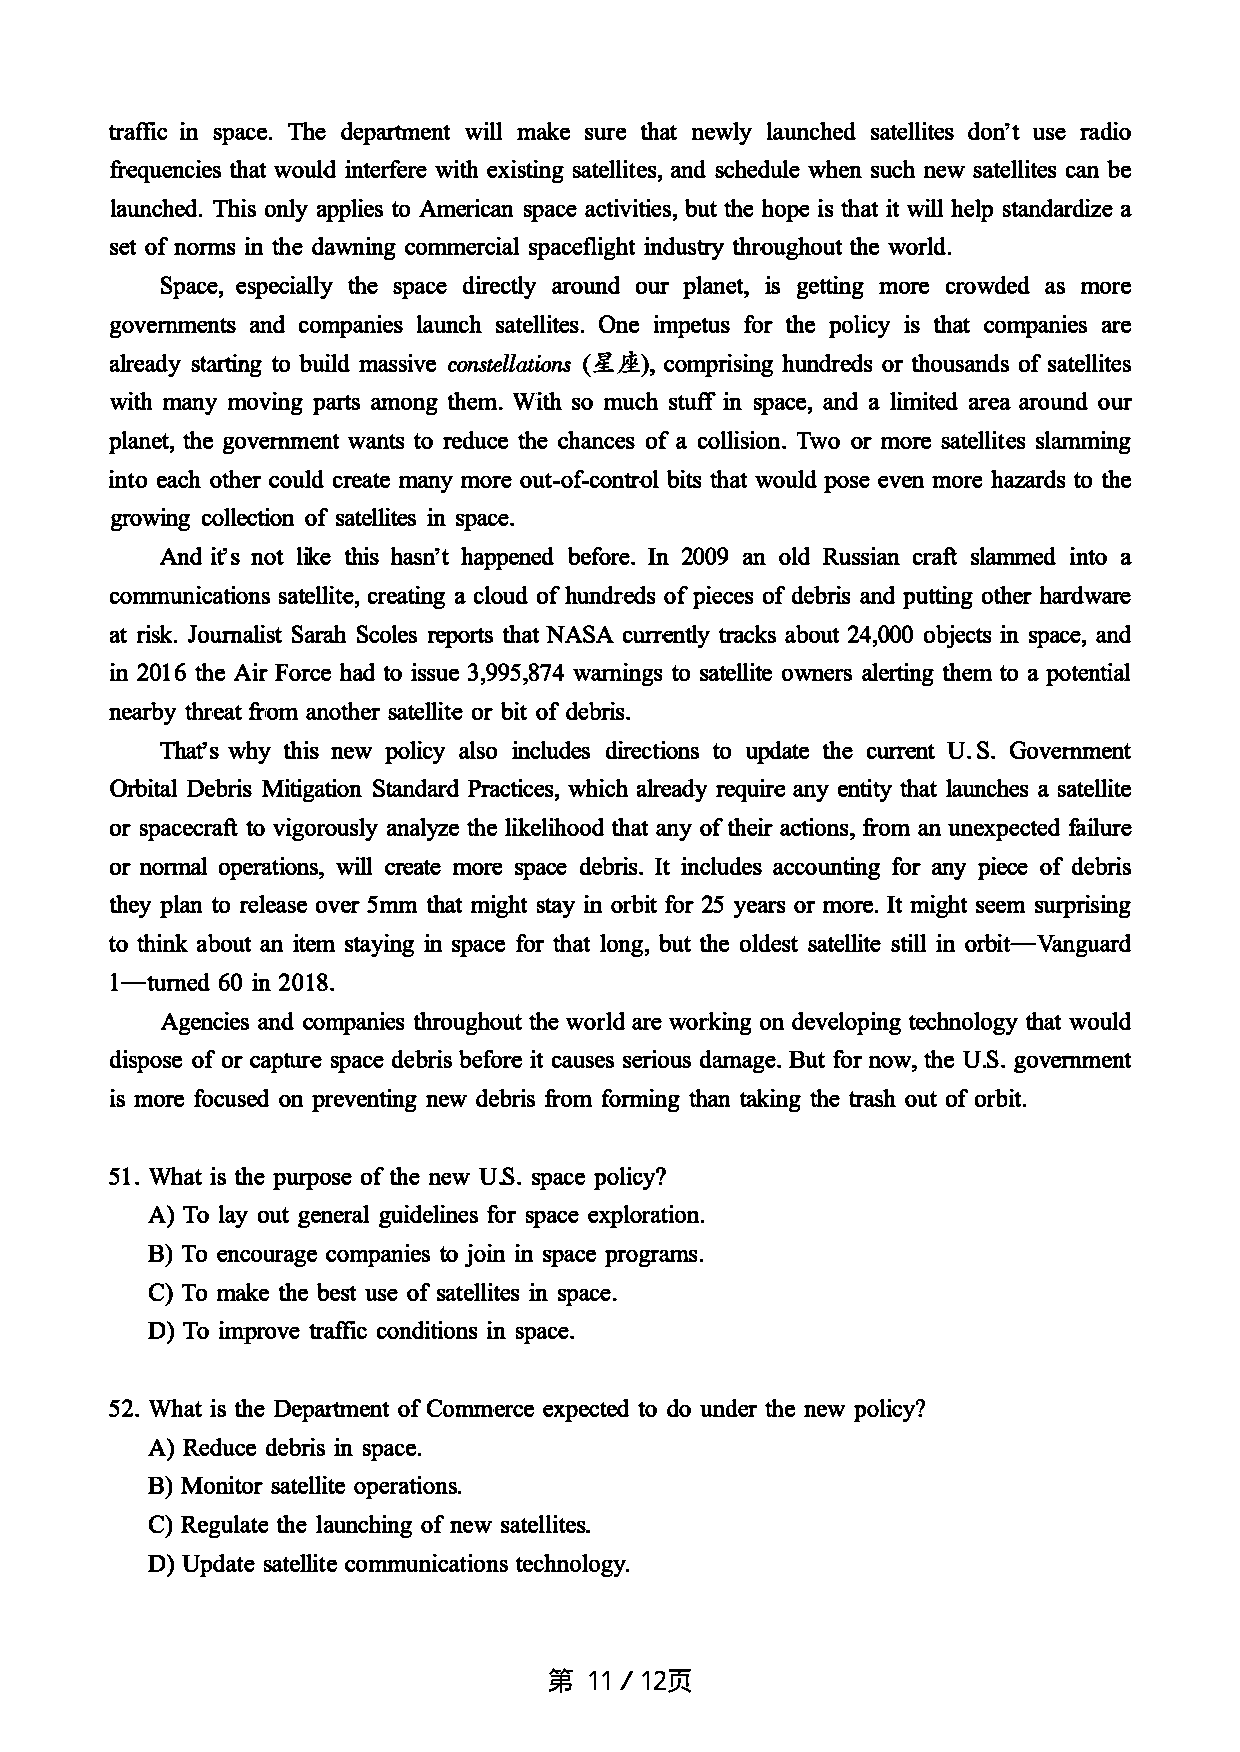 traffic in space. The department will make sure that newly launched satellites don't use radio
frequencies that would interfere with existing satellites, and schedule when such new satellites can be
launched. This only applies to American space activities, but the hope is that it will help standardize a
set of norms in the dawning commercial spaceflight industry throughout the world.
Space, especially the space directly around our planet, is getting more crowded as more
governments and companies launch satellites. One impetus for the policy is that companies are
already starting to build massive constellations (星座), comprising hundreds or thousands of satellites
with many moving parts among them. With so much stuff in space, and a limited area around our
planet, the government wants to reduce the chances of a collision. Two or more satellites slamming
into each other could create many more out-of-control bits that would pose even more hazards to the
growing collection of satellites in space.
And it's not like this hasn't happened before. In 2009 an old Russian craft slammed into a
communications satellite, creating a cloud of hundreds of pieces of debris and putting other hardware
at risk. Journalist Sarah Scoles reports that NASA currently tracks about 24,000 objects in space, and
in 2016 the Air Force had to issue 3,995,874 warnings to satellite owners alerting them to a potential
nearby threat from another satellite or bit of debris.
That's why this new policy also includes directions to update the current U.S. Government
Orbital Debris Mitigation Standard Practices, which already require any entity that launches a satellite
or spacecraft to vigorously analyze the likelihood that any of their actions, from an unexpected failure
or normal operations, will create more space debris. It includes accounting for any piece of debris
they plan to release over 5mm that might stay in orbit for 25 years or more. It might seem surprising
to think about an item staying in space for that long, but the oldest satellite still in orbit—Vanguard
1—turned 60 in 2018.
Agencies and companies throughout the world are working on developing technology that would
dispose of or capture space debris before it causes serious damage. But for now, the U.S. government
is more focused on preventing new debris from forming than taking the trash out of orbit.
51. What is the purpose of the new U.S. space policy?
A) To lay out general guidelines for space exploration.
B) To encourage companies to join in space programs.
C) To make the best use of satellites in space.
D) To improve traffic conditions in space.
52. What is the Department of Commerce expected to do under the new policy?
A) Reduce debris in space.
B) Monitor satellite operations.
C) Regulate the launching of new satellites.
D) Update satellite communications technology.
第 11 / 12页